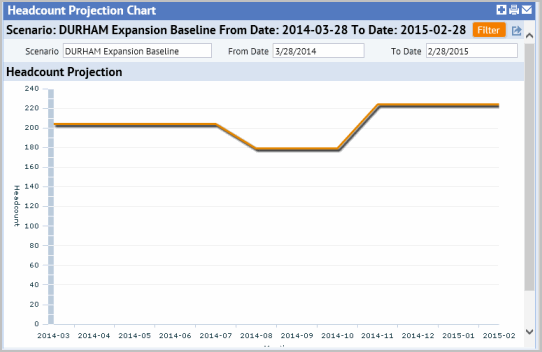 Headcount Projection Chart
Scenario: DURHAM Expansion Baseline From Date: 2014-03-28 To Date: 2015-02-28 Filter
Scenario DURHAM Expansion Baseline From Date 3/28/2014 To Date 2/28/2015
Headcount Projection
240
220
200
180
160
140
120
100
80
60
40
20
0
Headcount
2014-03 2014-04 2014-05 2014-06 2014-07 2014-08 2014-09 2014-10 2014-11 2014-12 2015-01 2015-02